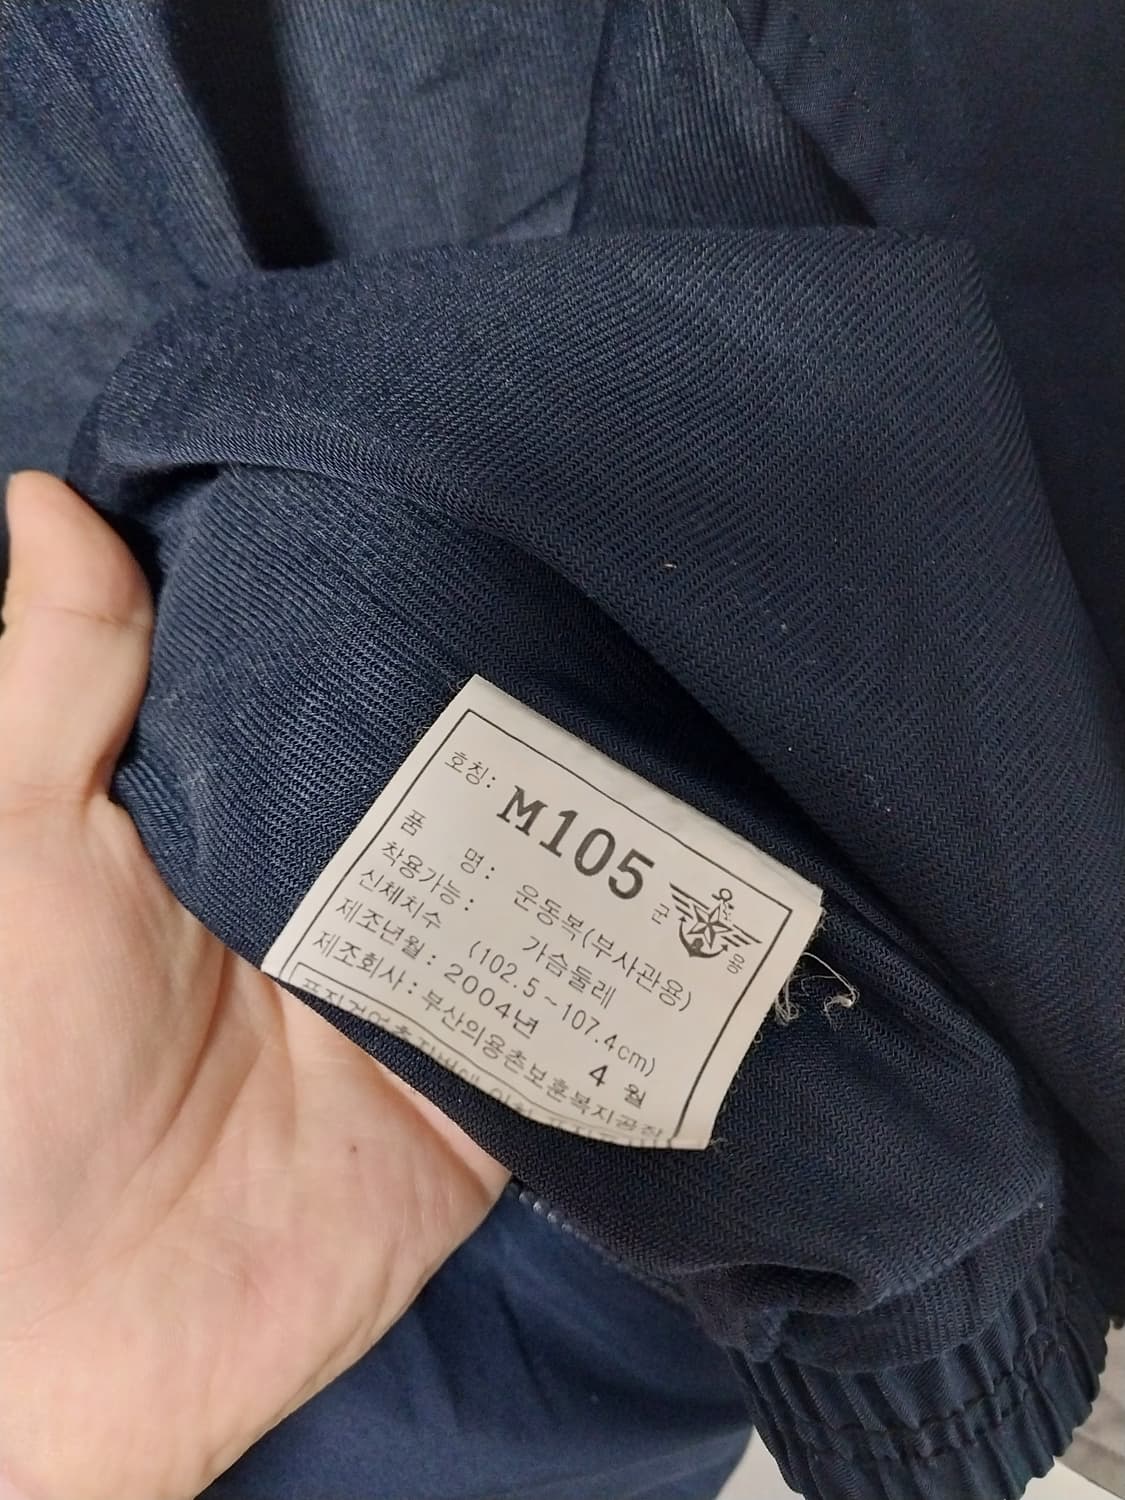 호칭: M105
군 용
품 명: 운동복(부사관용)
착용가능: 가슴둘레
신체치수 (102.5~107.4cm)
제조년월: 2004년 4월
제조회사: 부산의용촌보훈복지공장